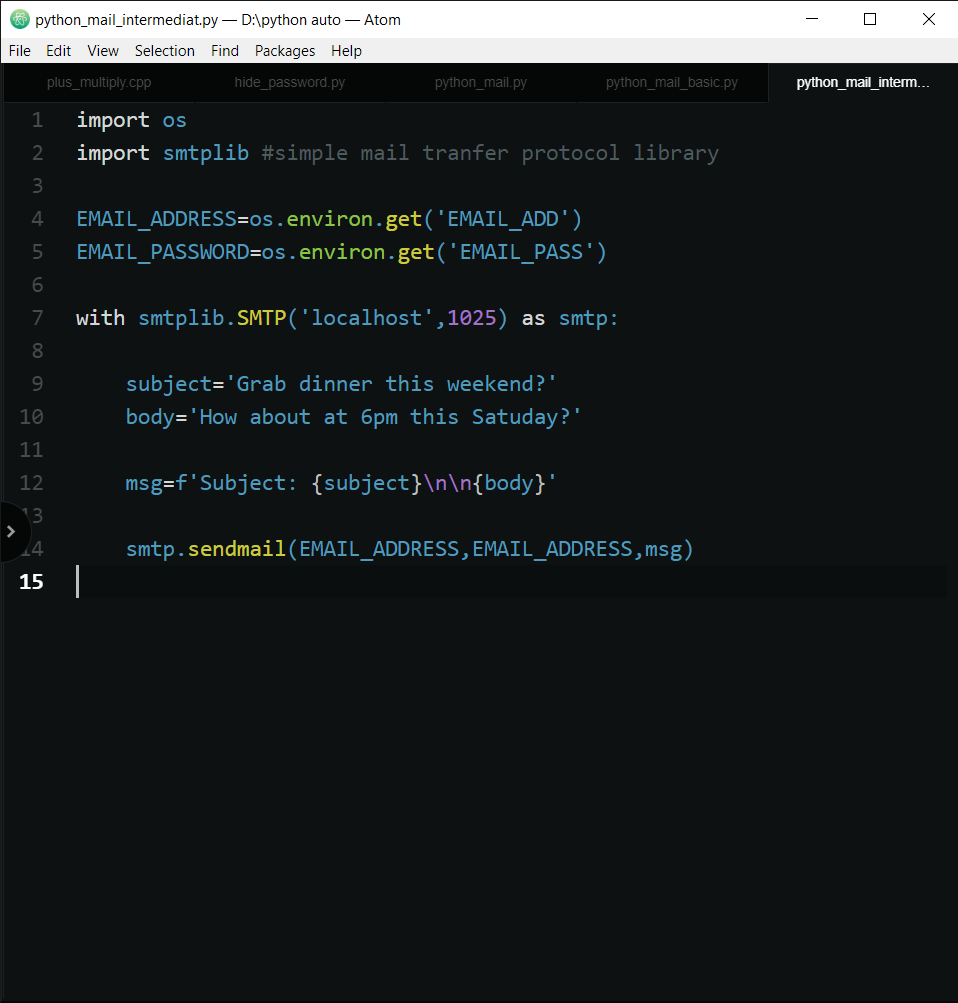 python_mail_intermediat.py — D:\python auto — Atom
File Edit View Selection Find Packages Help
plus_multiply.cpp hide_password.py python_mail.py python_mail_basic.py python_mail_interm...
1 import os
2 import smtplib #simple mail tranfer protocol library
3
4 EMAIL_ADDRESS=os.environ.get('EMAIL_ADD')
5 EMAIL_PASSWORD=os.environ.get('EMAIL_PASS')
6
7 with smtplib.SMTP('localhost',1025) as smtp:
8
9     subject='Grab dinner this weekend?'
10     body='How about at 6pm this Satuday?'
11
12     msg=f'Subject: {subject}\n\n{body}'
13
14     smtp.sendmail(EMAIL_ADDRESS,EMAIL_ADDRESS,msg)
15